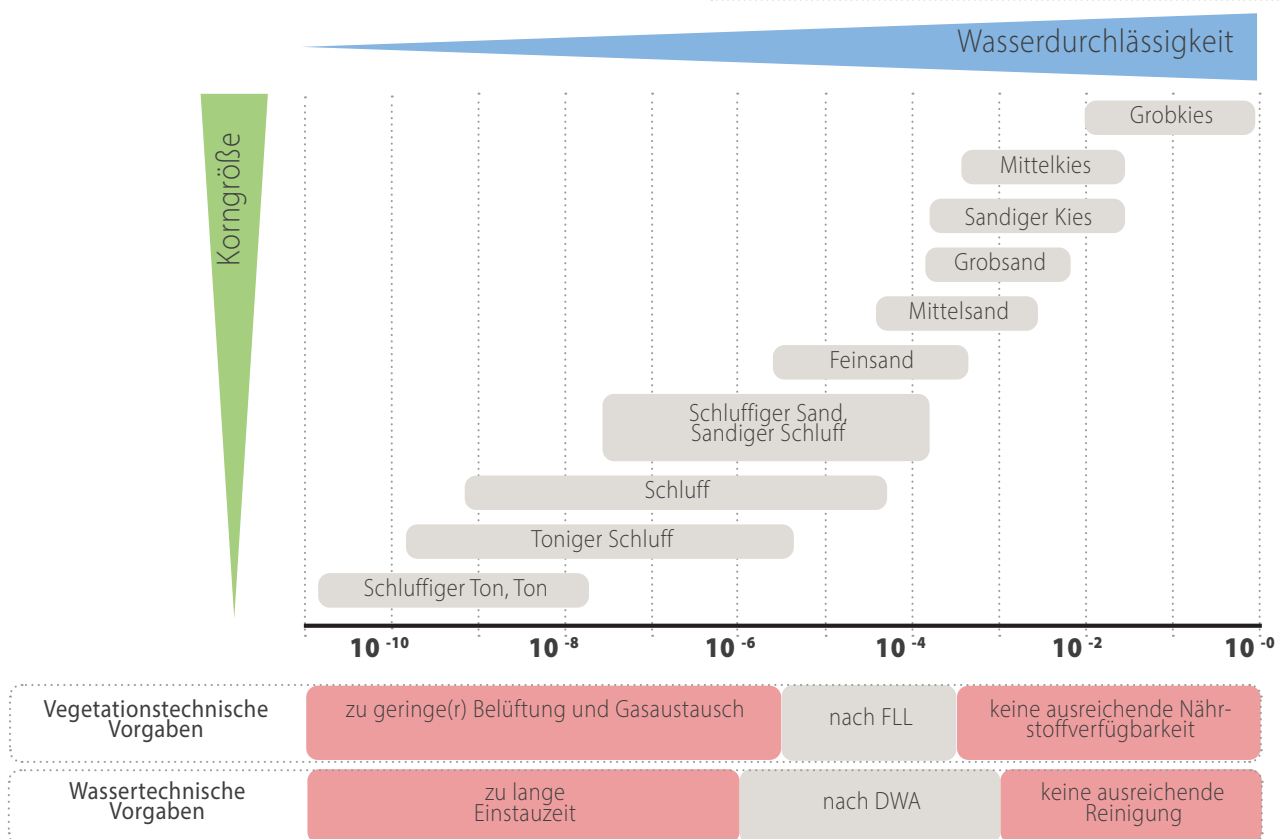 Wasserdurchlässigkeit
Korngröße
Grobkies
Mittelkies
Sandiger Kies
Grobsand
Mittelsand
Feinsand
Schluffiger Sand,
Sandiger Schluff
Schluff
Toniger Schluff
Schluffiger Ton, Ton
10⁻¹⁰ 10⁻⁸ 10⁻⁶ 10⁻⁴ 10⁻² 10⁻⁰
Vegetationstechnische
Vorgaben
zu geringe(r) Belüftung und Gasaustausch
nach FLL
keine ausreichende Nähr-
stoffverfügbarkeit
Wassertechnische
Vorgaben
zu lange
Einstauzeit
nach DWA
keine ausreichende
Reinigung